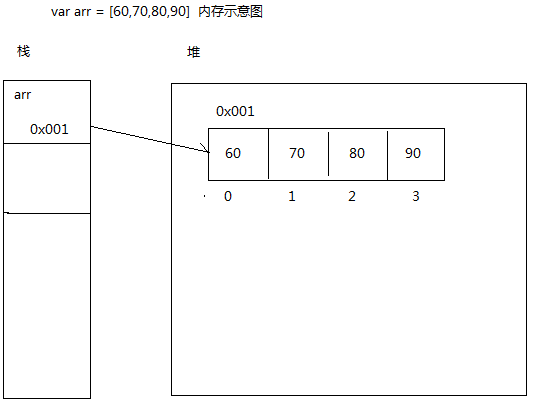 var arr = [60,70,80,90] 内存示意图
栈 堆
arr
0x001
0x001
60 70 80 90
0 1 2 3